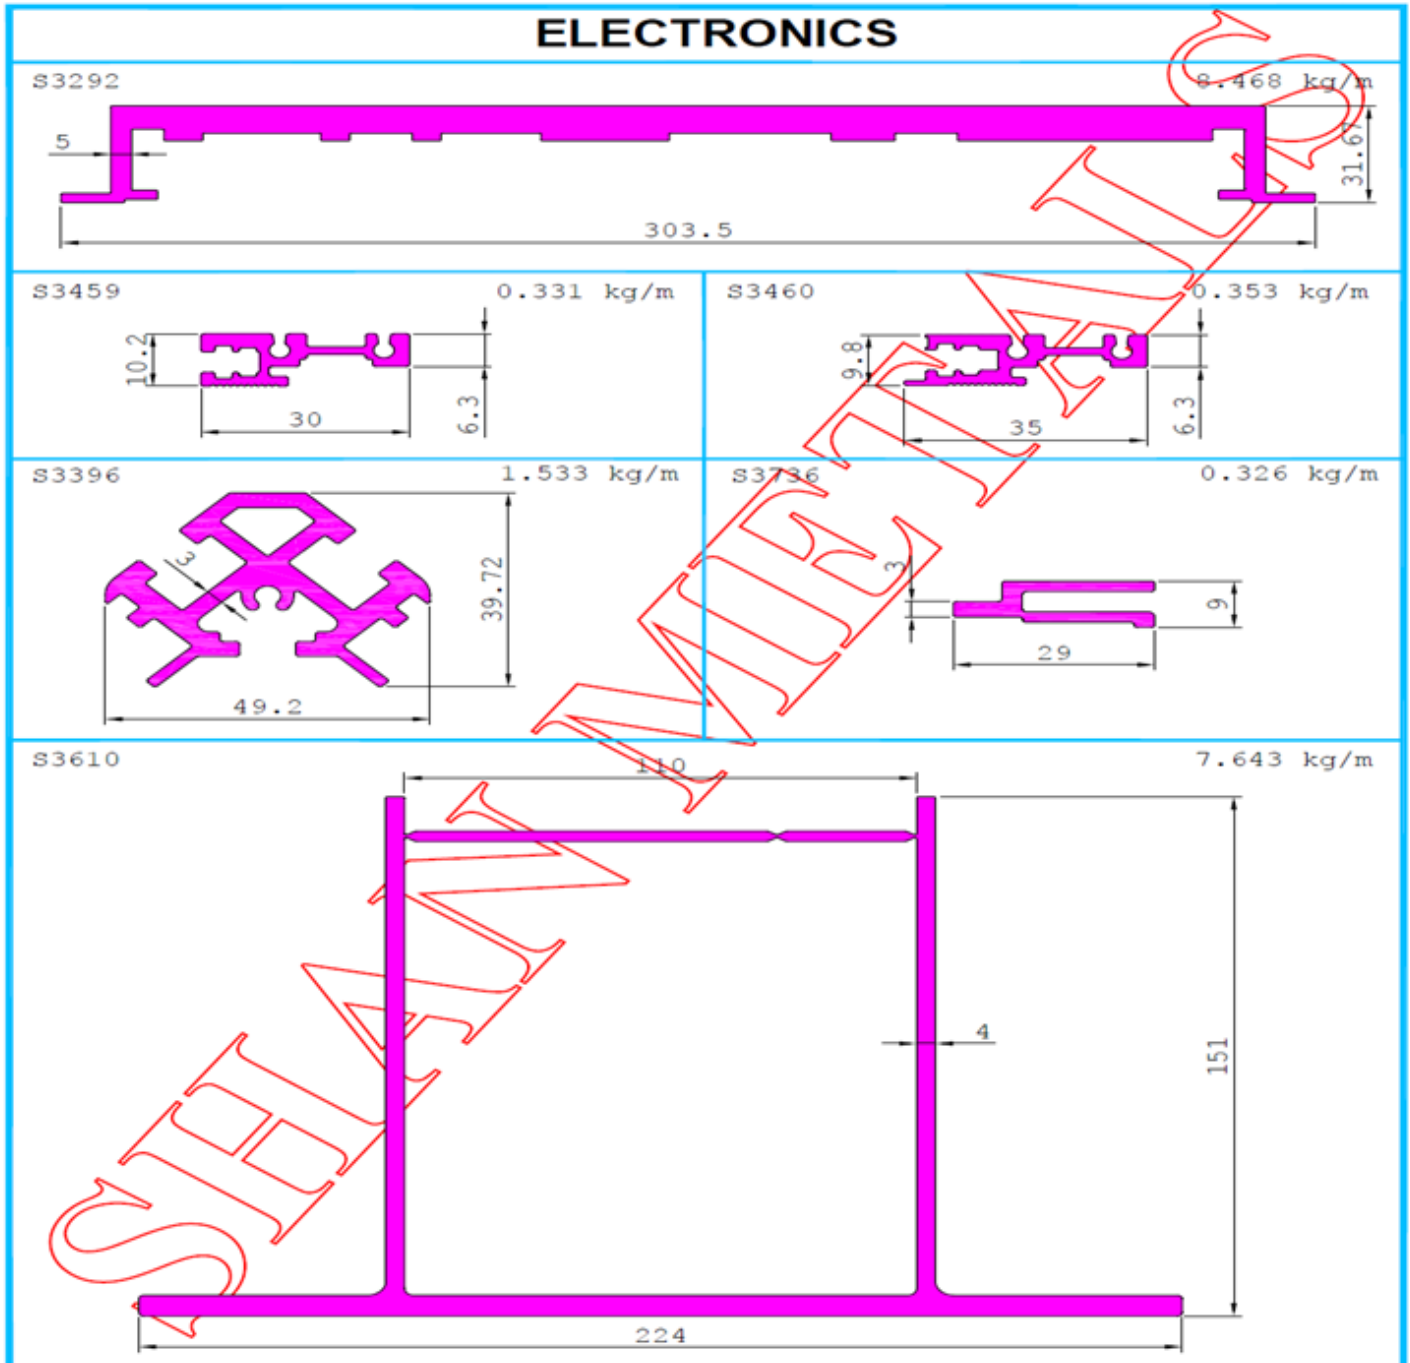 ELECTRONICS
S3292 8.468 kg/m
5
31.67
303.5
S3459 0.331 kg/m
10.2
30
6.3
S3460 0.353 kg/m
9.8
35
6.3
S3396 1.533 kg/m
3
39.72
49.2
S3736 0.326 kg/m
3
9
29
S3610 7.643 kg/m
110
4
151
224
SHAN METALS